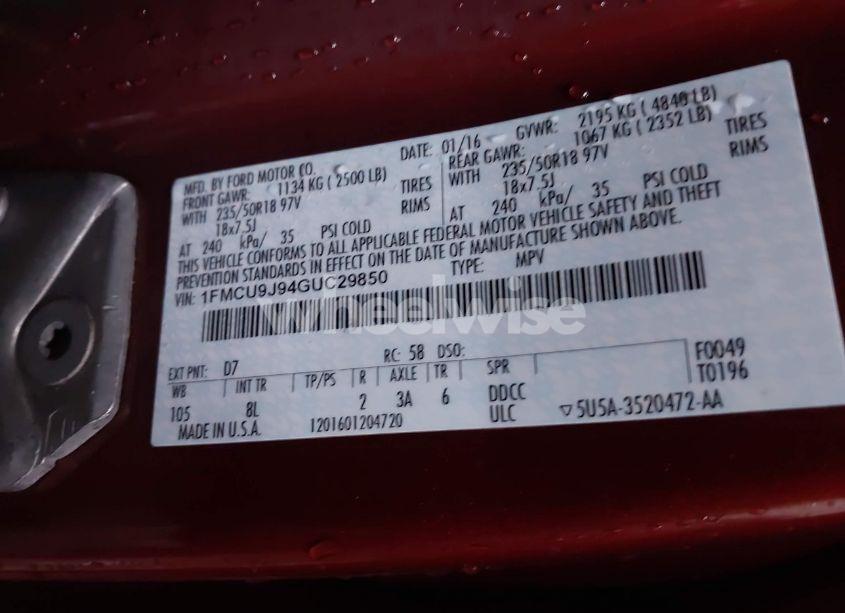 MFD. BY FORD MOTOR CO.
DATE: 01/16 GVWR: 2195 KG ( 4840 LB)
FRONT GAWR: 1134 KG ( 2500 LB)
REAR GAWR: 1067 KG ( 2352 LB)
WITH 235/50R18 97V TIRES
WITH 235/50R18 97V TIRES
18x7.5J RIMS
18x7.5J RIMS
AT 240 kPa/ 35 PSI COLD
AT 240 kPa/ 35 PSI COLD
THIS VEHICLE CONFORMS TO ALL APPLICABLE FEDERAL MOTOR VEHICLE SAFETY AND THEFT
PREVENTION STANDARDS IN EFFECT ON THE DATE OF MANUFACTURE SHOWN ABOVE.
VIN: 1FMCU9J94GUC29850
TYPE: MPV
wheelwise
EXT PNT: D7 RC: 58 DSO: F0049
WB INT TR TP/PS R AXLE TR SPR T0196
105 8L 2 3A 6 DDCC
MADE IN U.S.A. 1201601204720 ULC ▽5U5A-3520472-AA